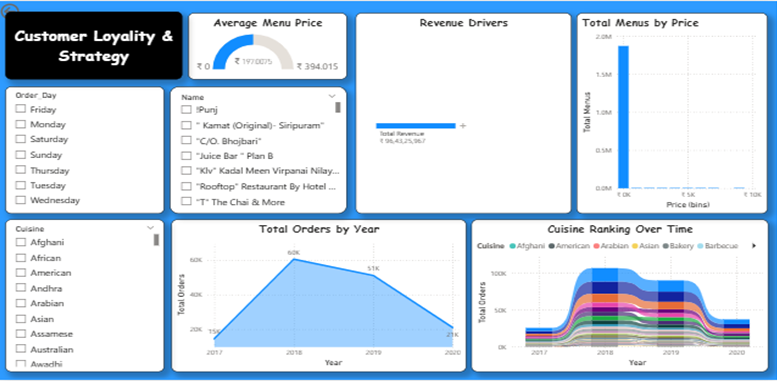 Customer Loyality &
Strategy
Average Menu Price
₹ 0
₹ 197.0075
₹ 394.015
Revenue Drivers
Total Revenue
₹ 96,43,25,967
Total Menus by Price
Total Menus
2.0M
1.5M
1.0M
0.5M
0.0M
₹ 0K
₹ 5K
₹ 10K
Price (bins)
Order_Day
Friday
Monday
Saturday
Sunday
Thursday
Tuesday
Wednesday
Name
!Punj
" Kamat (Original)- Siripuram"
"C/O. Bhojbari"
"Juice Bar " Plan B
"Klv" Kadal Meen Virpanai Nilay...
"Rooftop" Restaurant By Hotel ...
"T" The Chai & More
Cuisine
Afghani
African
American
Andhra
Arabian
Asian
Assamese
Australian
Awadhi
Total Orders by Year
Total Orders
60K
40K
20K
15K
60K
51K
21K
2017
2018
2019
2020
Year
Cuisine Ranking Over Time
Cuisine
Afghani
American
Arabian
Asian
Bakery
Barbecue
Total Orders
100K
50K
0K
2017
2018
2019
2020
Year